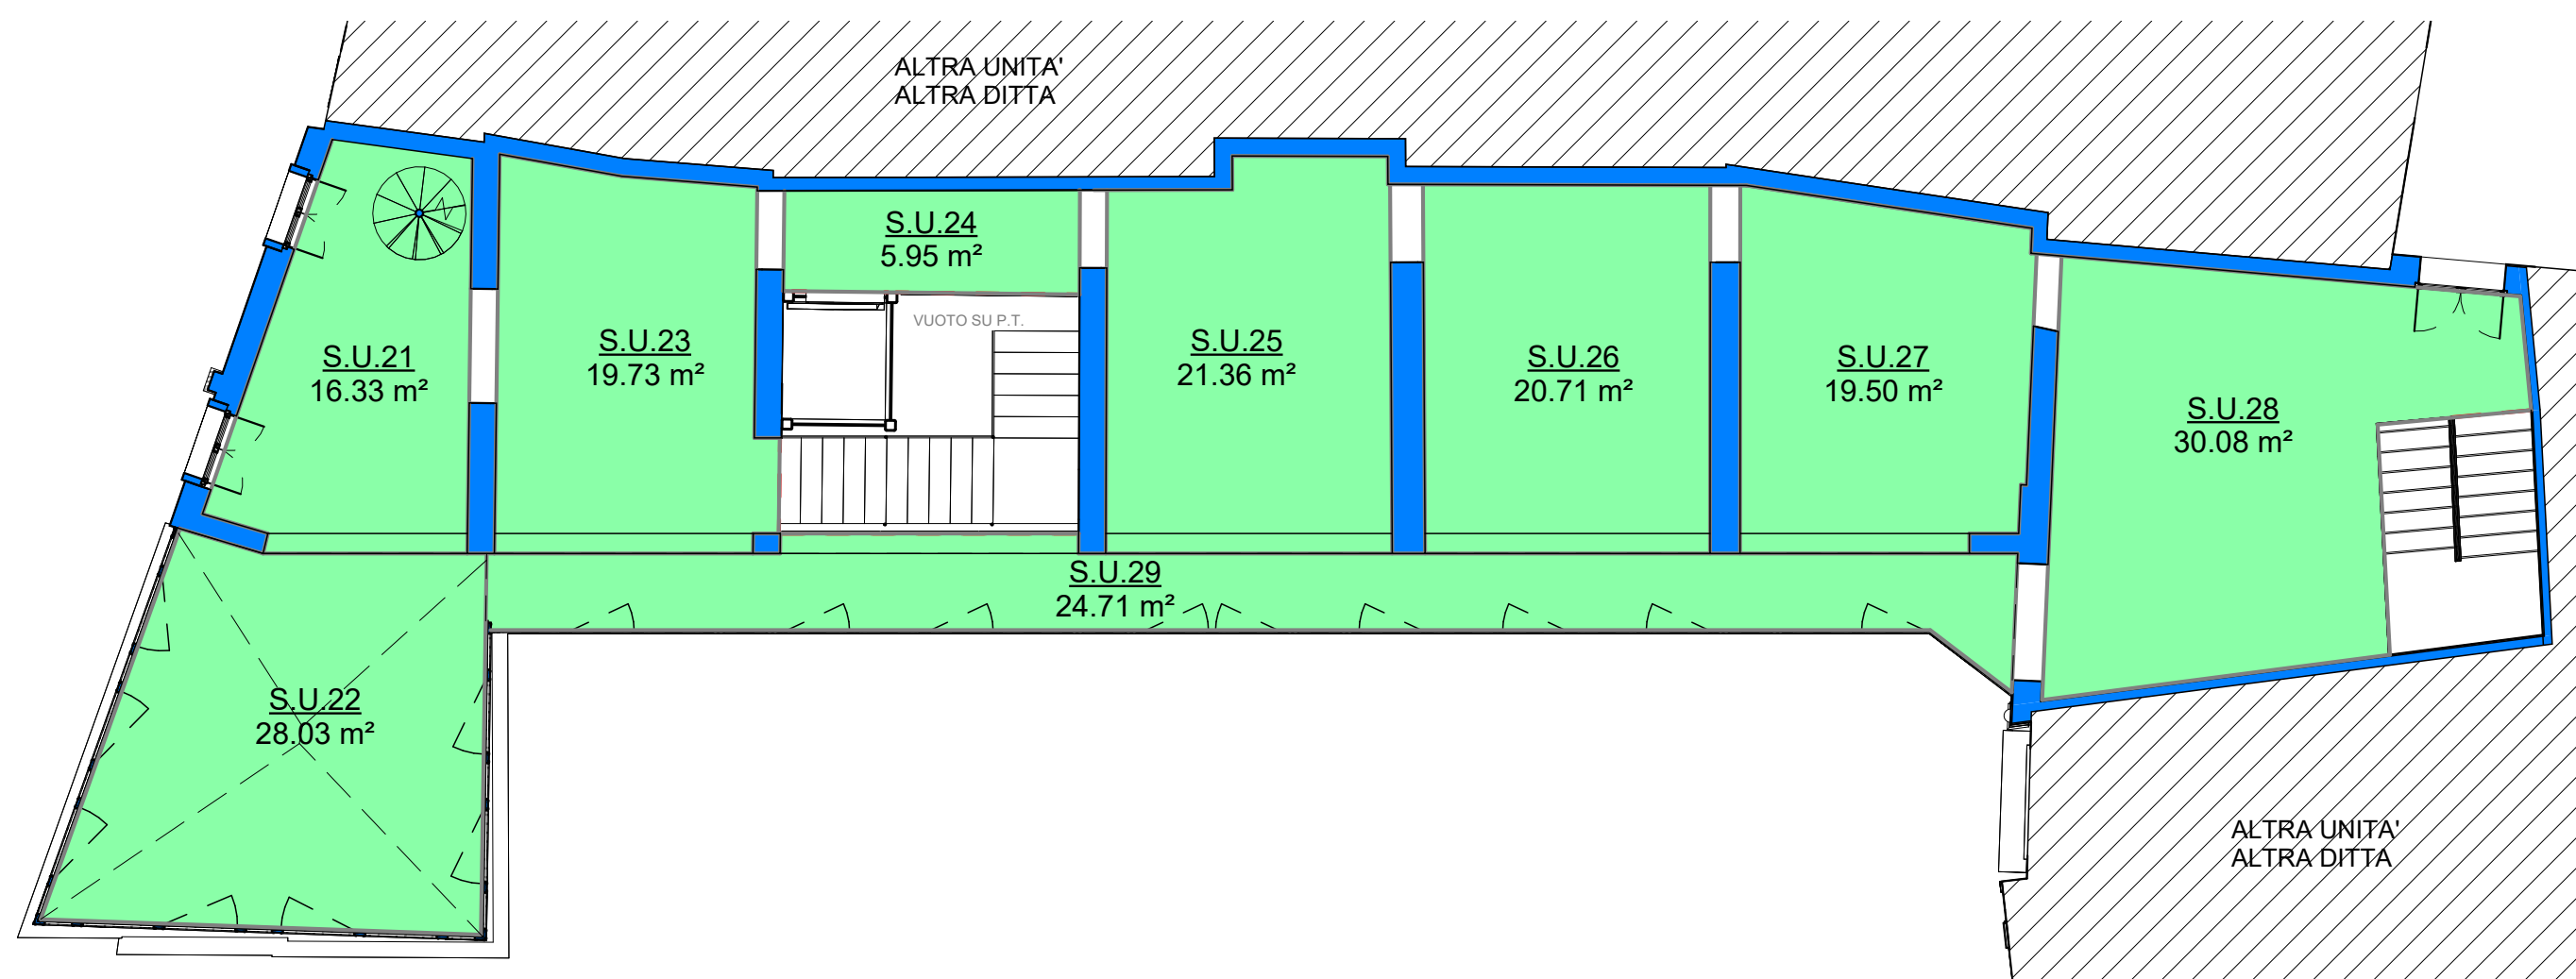 ALTRA UNITA'
ALTRA DITTA
S.U.24
5.95 m²
VUOTO SU P.T.
S.U.21
16.33 m²
S.U.23
19.73 m²
S.U.25
21.36 m²
S.U.26
20.71 m²
S.U.27
19.50 m²
S.U.28
30.08 m²
S.U.29
24.71 m²
S.U.22
28.03 m²
ALTRA UNITA'
ALTRA DITTA